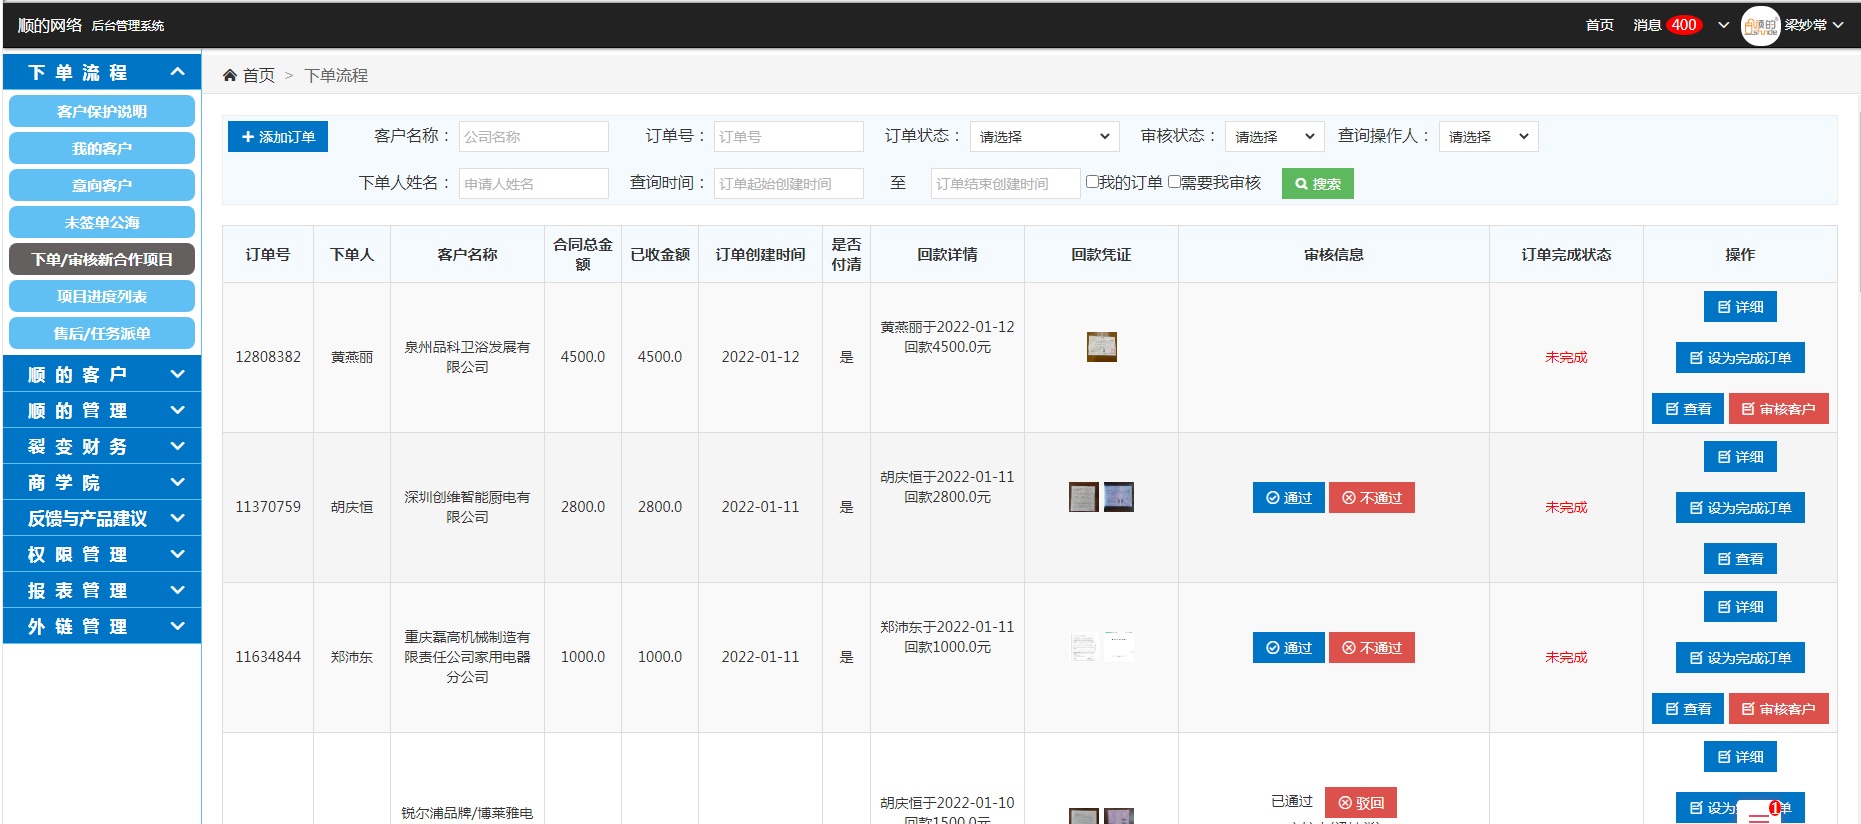 顺的网络 后台管理系统
首页 消息 400 梁妙常
下单流程
客户保护说明
我的客户
意向客户
未签单公海
下单/审核新合作项目
项目进度列表
售后/任务派单
顺的客户
顺的管理
裂变财务
商学院
反馈与产品建议
权限管理
报表管理
外链管理
首页 > 下单流程
添加订单 客户名称： 公司名称 订单号： 订单号 订单状态： 请选择 审核状态： 请选择 查询操作人： 请选择
下单人姓名： 申请人姓名 查询时间： 订单起始创建时间 至 订单结束创建时间 我的订单 需要我审核 搜索
订单号 下单人 客户名称 合同总金额 已收金额 订单创建时间 是否付清 回款详情 回款凭证 审核信息 订单完成状态 操作
12808382 黄燕丽 泉州品科卫浴发展有限公司 4500.0 4500.0 2022-01-12 是 黄燕丽于2022-01-12回款4500.0元 未完成 详细 设为完成订单 查看 审核客户
11370759 胡庆恒 深圳创维智能厨电有限公司 2800.0 2800.0 2022-01-11 是 胡庆恒于2022-01-11回款2800.0元 通过 不通过 未完成 详细 设为完成订单 查看
11634844 郑沛东 重庆磊高机械制造有限责任公司家用电器分公司 1000.0 1000.0 2022-01-11 是 郑沛东于2022-01-11回款1000.0元 通过 不通过 未完成 详细 设为完成订单 查看 审核客户
锐尔浦品牌/博莱雅电 胡庆恒于2022-01-10回款1500.0元 已通过 驳回 详细 设为 单 1